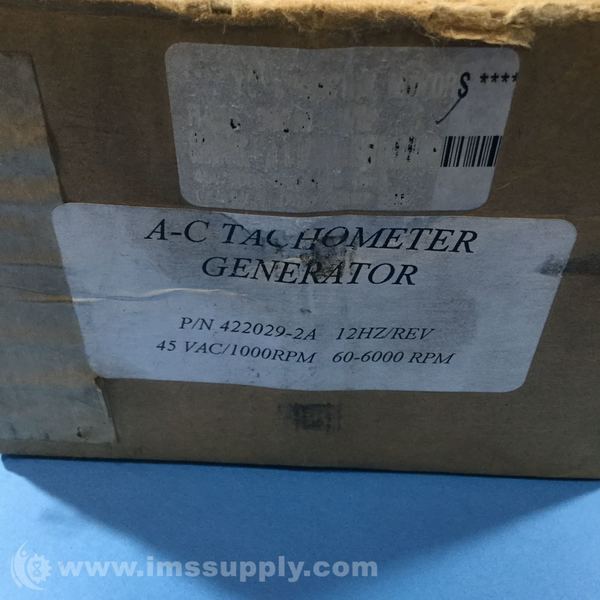 S ****
A-C TACHOMETER
GENERATOR
P/N 422029-2A 12HZ/REV
45 VAC/1000RPM 60-6000 RPM
www.imssupply.com